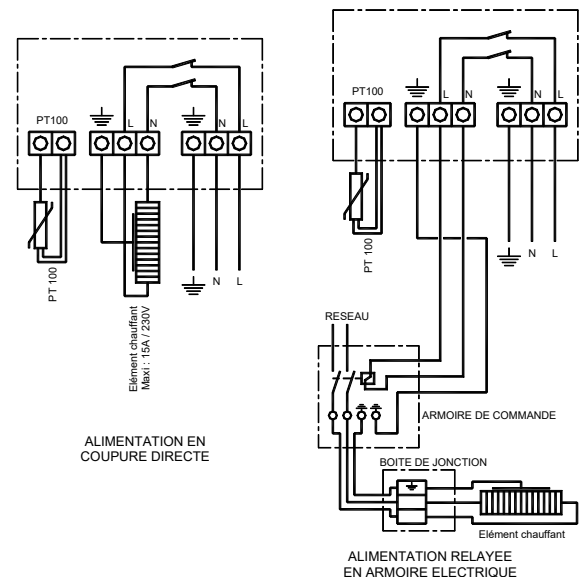 PT100
L
N
N
L
PT 100
Elément chauffant
Maxi : 15A / 230V
N
L
ALIMENTATION EN
COUPURE DIRECTE
PT100
L
N
N
L
PT 100
N
L
RESEAU
ARMOIRE DE COMMANDE
BOITE DE JONCTION
Elément chauffant
ALIMENTATION RELAYEE
EN ARMOIRE ELECTRIQUE